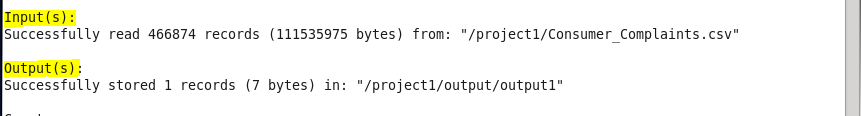 Input(s):
Successfully read 466874 records (111535975 bytes) from: "/project1/Consumer_Complaints.csv"
Output(s):
Successfully stored 1 records (7 bytes) in: "/project1/output/output1"